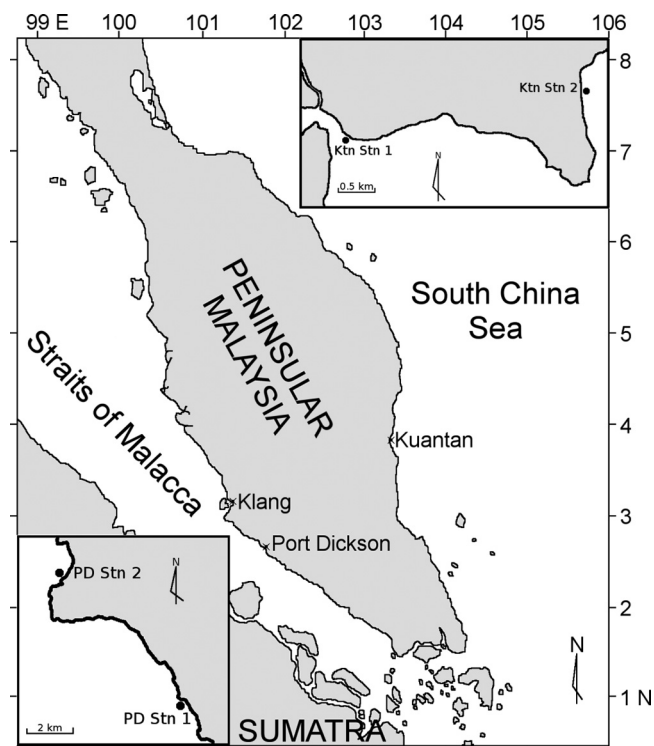 99 E 100 101 102 103 104 105 106
8
Ktn Stn 2
Ktn Stn 1
7
N
0.5 km
6
PENINSULAR
MALAYSIA
South China
Sea
5
Straits of Malacca
4
Kuantan
Klang
3
Port Dickson
N
PD Stn 2
2
N
1 N
PD Stn 1
2 km
SUMATRA